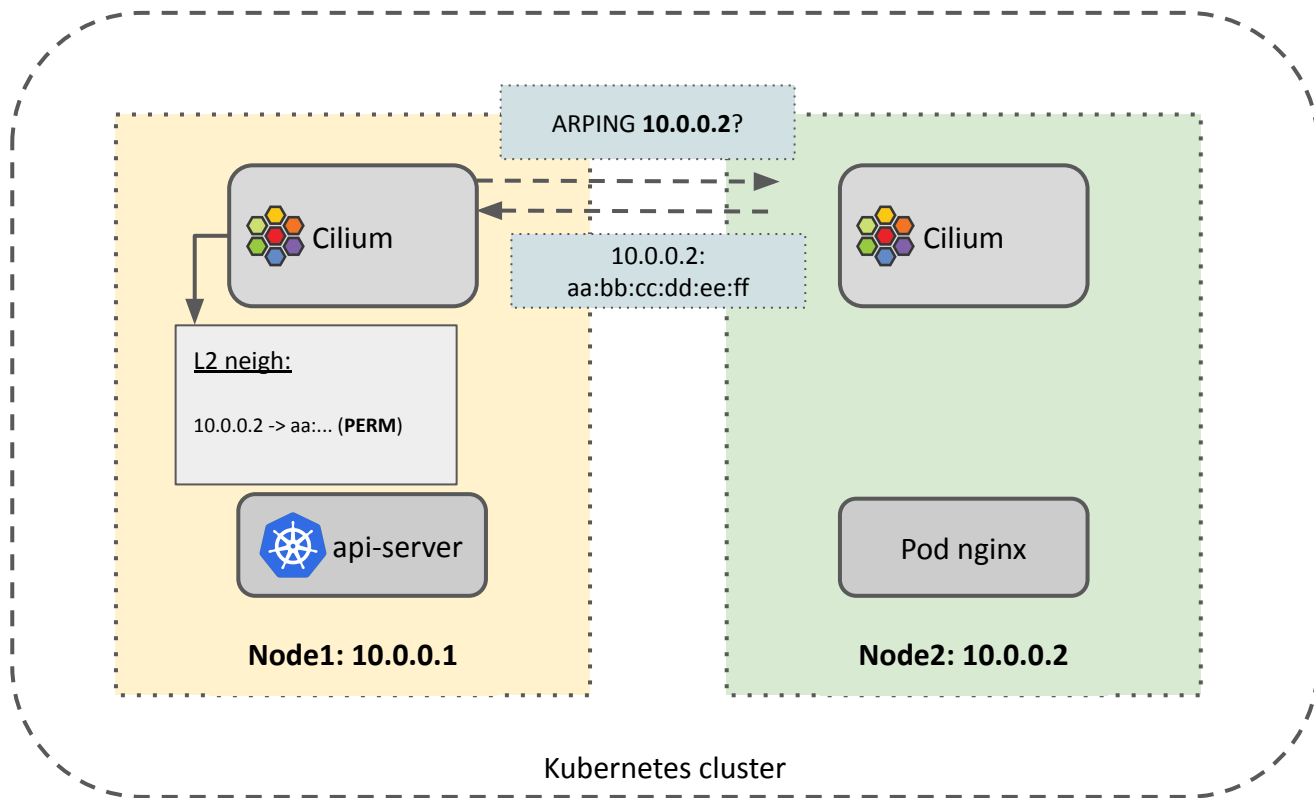 ARPING 10.0.0.2?
Cilium
Cilium
10.0.0.2:
aa:bb:cc:dd:ee:ff
L2 neigh:
10.0.0.2 -> aa:... (PERM)
api-server
Pod nginx
Node1: 10.0.0.1
Node2: 10.0.0.2
Kubernetes cluster